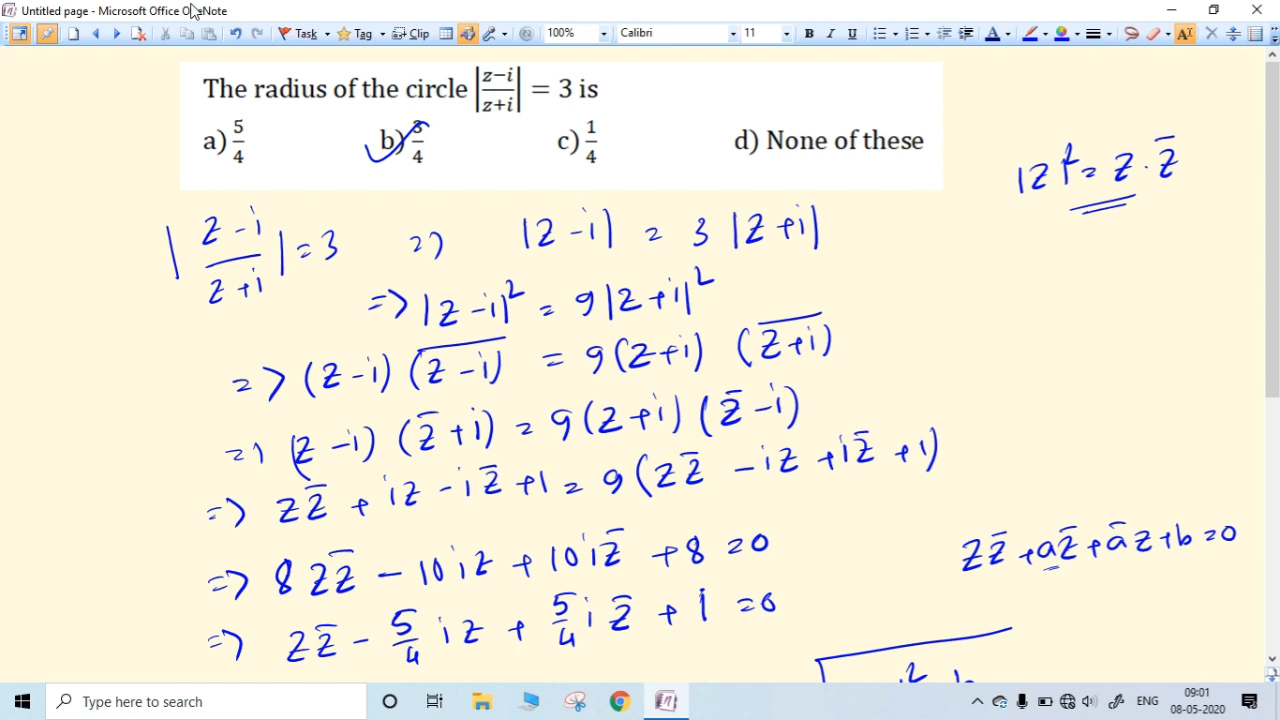 Untitled page - Microsoft Office OneNote
Task Tag Clip 100% Calibri 11 B I U
The radius of the circle |z−i/z+i| = 3 is
a) 5/4 b) 3/4 c) 1/4 d) None of these
|z|² = z · z̄
|z-i/z+i| = 3 => |z-i| = 3 |z+i|
=> |z-i|² = 9|z+i|²
=> (z-i) (\overline{z-i}) = 9(z+i) (\overline{z+i})
=> (z-i) (z̄+i) = 9(z+i) (z̄-i)
=> zz̄ + iz - iz̄ + 1 = 9(zz̄ - iz + iz̄ + 1)
=> 8zz̄ - 10iz + 10iz̄ + 8 = 0
zz̄ + az̄ + āz + b = 0
=> zz̄ - 5/4 iz + 5/4 i z̄ + 1 = 0
Type here to search
ENG 09:01
08-05-2020